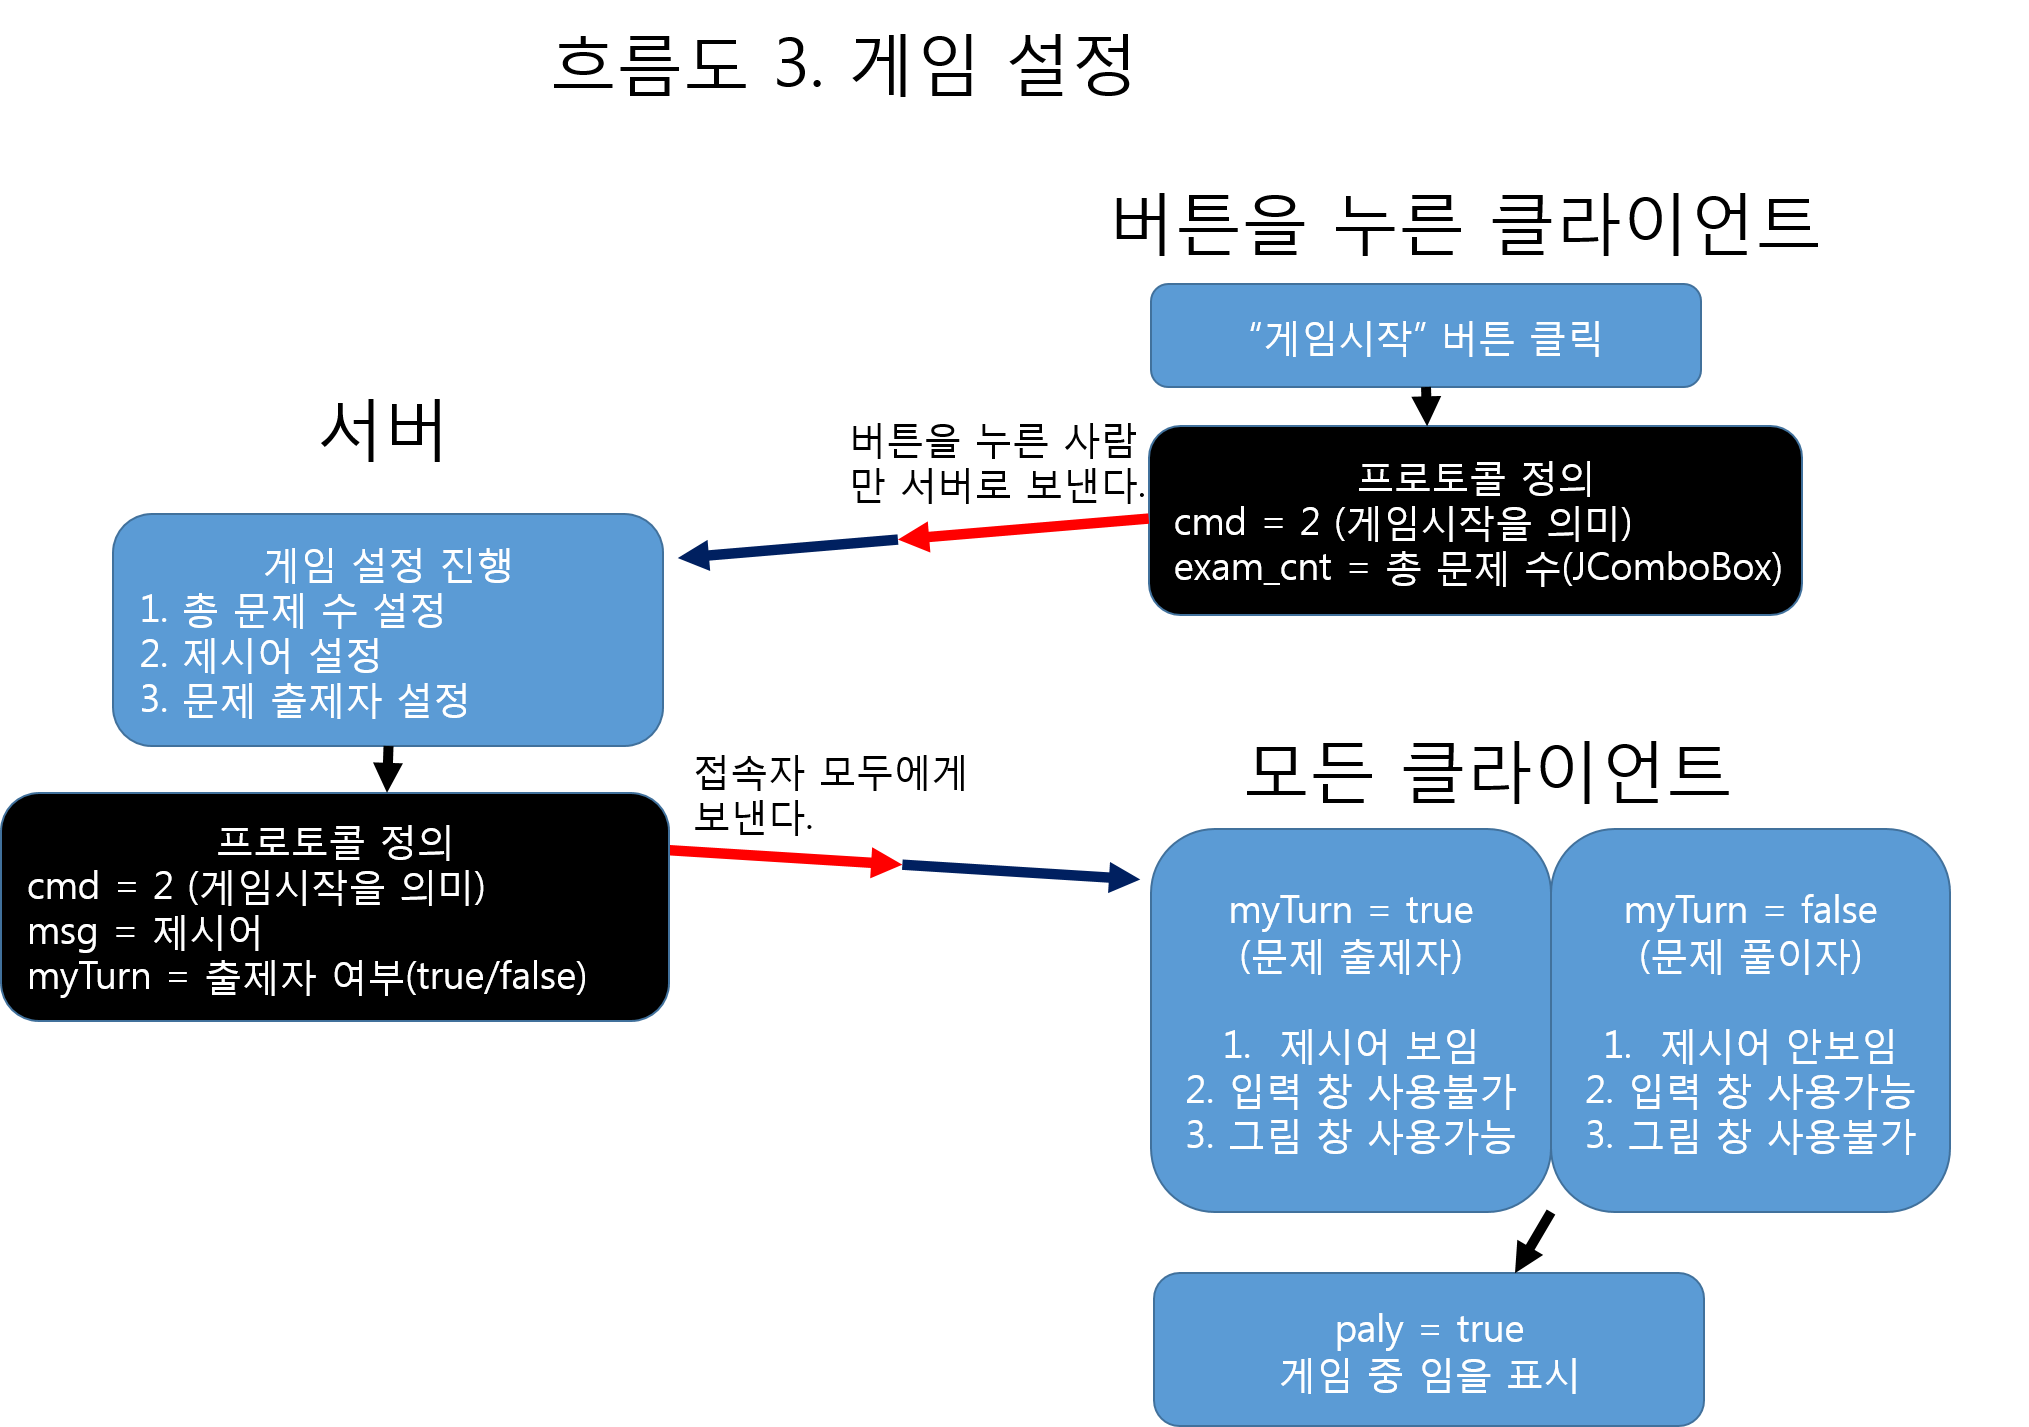 흐름도 3. 게임 설정
버튼을 누른 클라이언트
“게임시작” 버튼 클릭
버튼을 누른 사람
만 서버로 보낸다.
프로토콜 정의
cmd = 2 (게임시작을 의미)
exam_cnt = 총 문제 수(JComboBox)
서버
게임 설정 진행
1. 총 문제 수 설정
2. 제시어 설정
3. 문제 출제자 설정
프로토콜 정의
cmd = 2 (게임시작을 의미)
msg = 제시어
myTurn = 출제자 여부(true/false)
접속자 모두에게
보낸다.
모든 클라이언트
myTurn = true
(문제 출제자)
1. 제시어 보임
2. 입력 창 사용불가
3. 그림 창 사용가능
myTurn = false
(문제 풀이자)
1. 제시어 안보임
2. 입력 창 사용가능
3. 그림 창 사용불가
paly = true
게임 중 임을 표시